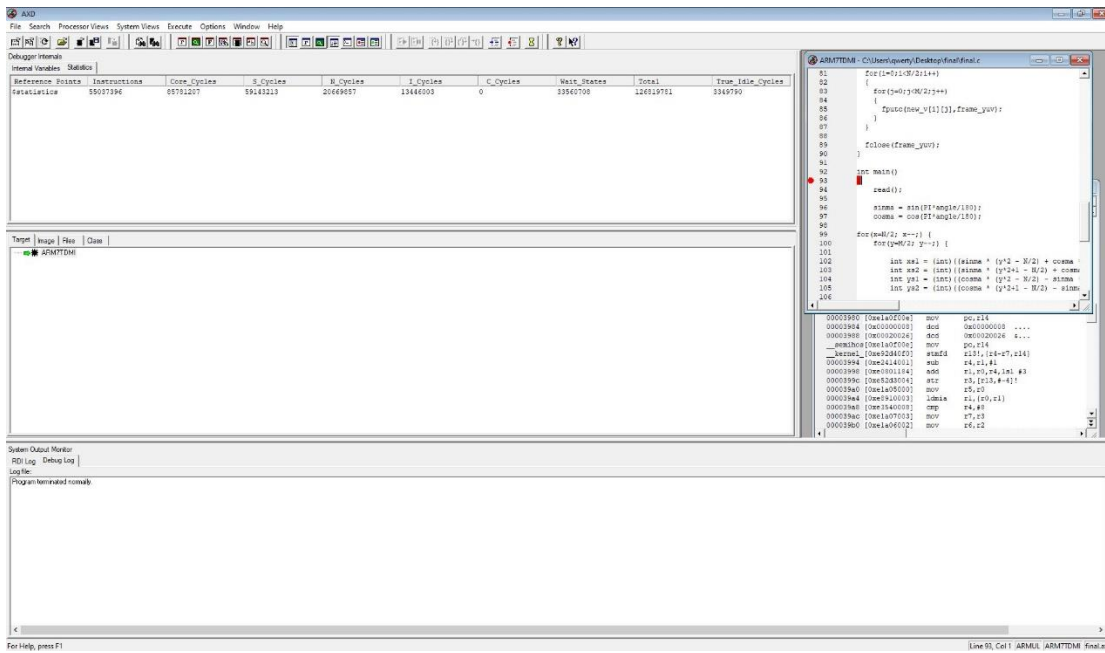 AXD
File Search Processor Views System Views Execute Options Window Help
Debugger Internals
Internal Variables Statistics
Reference Points Instructions Core_Cycles S_Cycles N_Cycles I_Cycles C_Cycles Wait_States Total True_Idle_Cycles
$statistics 55037396 85781207 59143213 20669857 13446003 0 33560708 126819781 3349790
ARM7TDMI - C:\Users\qwerty\Desktop\final\final.c
81 for(i=0;i<N/2;i++)
82 {
83 for(j=0;j<M/2;j++)
84 {
85 fputc(new_v[i][j],frame_yuv);
86 }
87 }
88
89 fclose(frame_yuv);
90 }
91
92 int main()
93
94 read();
95
96 sinma = sin(PI*angle/180);
97 cosma = cos(PI*angle/180);
98
99 for(x=N/2; x--;) {
100 for(y=M/2; y--;) {
101
102 int xs1 = (int)((sinma * (y*2 - N/2) + cosma
103 int xs2 = (int)((sinma * (y*2+1 - N/2) + cosma
104 int ys1 = (int)((cosma * (y*2 - N/2) - sinma
105 int ys2 = (int)((cosma * (y*2+1 - N/2) - sinma
106
Target Image Files Class
ARM7TDMI
00003980 [0xe1a0f00e] mov pc,r14
00003984 [0x00000008] dcd 0x00000008 ....
00003988 [0x00020026] dcd 0x00020026 &...
__semihos[0xe1a0f00e] mov pc,r14
__kernel_[0xe92d40f0] stmfd r13!,{r4-r7,r14}
00003994 [0xe2414001] sub r4,r1,#1
00003998 [0xe0801184] add r1,r0,r4,lsl #3
0000399c [0xe52d3004] str r3,[r13,#-4]!
000039a0 [0xe1a05000] mov r5,r0
000039a4 [0xe8910003] ldmia r1,{r0,r1}
000039a8 [0xe3540008] cmp r4,#8
000039ac [0xe1a07003] mov r7,r3
000039b0 [0xe1a06002] mov r6,r2
System Output Monitor
RDI Log Debug Log
Log file:
Program terminated normally.
For Help, press F1
Line 93, Col 1 ARMUL ARM7TDMI final.a